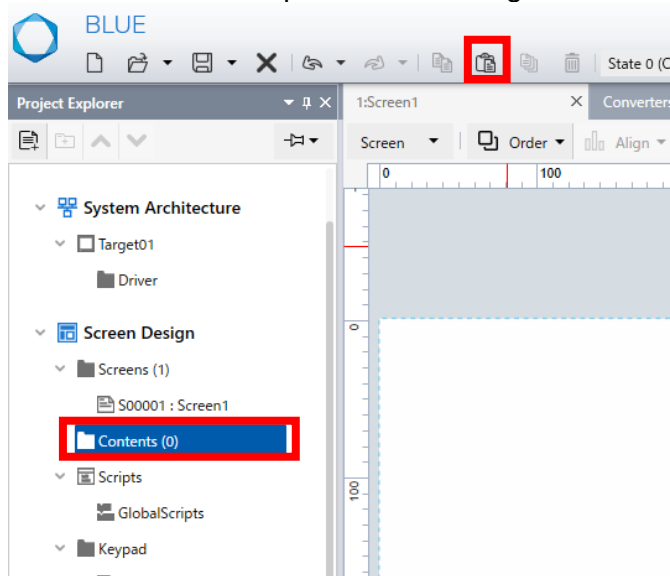 BLUE
State 0 (C
Project Explorer
1:Screen1
Converters
Screen
Order
Align
0
100
System Architecture
Target01
Driver
0
Screen Design
Screens (1)
S00001 : Screen1
Contents (0)
Scripts
100
GlobalScripts
Keypad